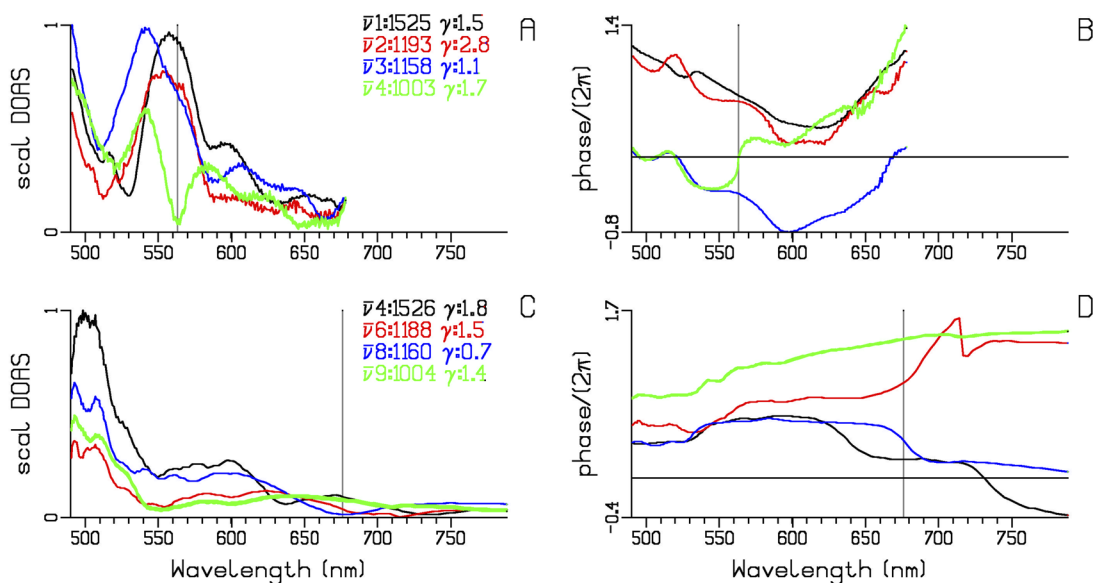 1
A
scal DOAS
0
ν̅1:1525 γ:1.5
ν̅2:1193 γ:2.8
ν̅3:1158 γ:1.1
ν̅4:1003 γ:1.7
500 550 600 650 700 750
1.4
B
phase/(2π)
-0.8
500 550 600 650 700 750
1
C
scal DOAS
0
ν̅4:1526 γ:1.8
ν̅6:1188 γ:1.5
ν̅8:1160 γ:0.7
ν̅9:1004 γ:1.4
500 550 600 650 700 750
Wavelength (nm)
1.7
D
phase/(2π)
-0.4
500 550 600 650 700 750
Wavelength (nm)